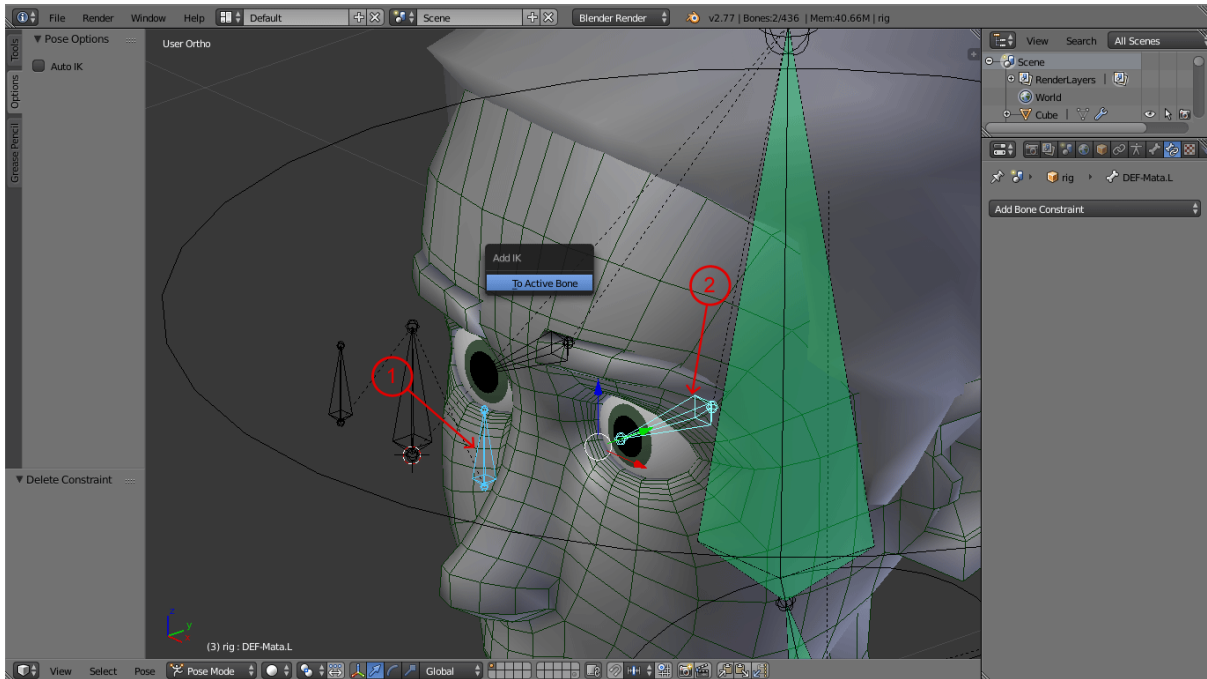 File Render Window Help Default Scene Blender Render v2.77 | Bones:2/436 | Mem:40.66M | rig
Pose Options
Auto IK
Tools
Options
Grease Pencil
User Ortho
Add IK
To Active Bone
1
2
Delete Constraint
z
y
x
(3) rig : DEF-Mata.L
View Select Pose Pose Mode Global
View Search All Scenes
Scene
RenderLayers |
World
Cube |
rig DEF-Mata.L
Add Bone Constraint